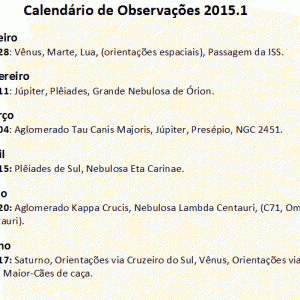 Calendário de Observações 2015.1
eiro
28: Vênus, Marte, Lua, (orientações espaciais), Passagem da ISS.
ereiro
11: Júpiter, Plêiades, Grande Nebulosa de Órion.
rço
04: Aglomerado Tau Canis Majoris, Júpiter, Presépio, NGC 2451.
il
15: Plêiades de Sul, Nebulosa Eta Carinae.
o
20: Aglomerado Kappa Crucis, Nebulosa Lambda Centauri, (C71, Om
tauri).
ho
17: Saturno, Orientações via Cruzeiro do Sul, Vênus, Orientações via
Maior-Cães de caça.